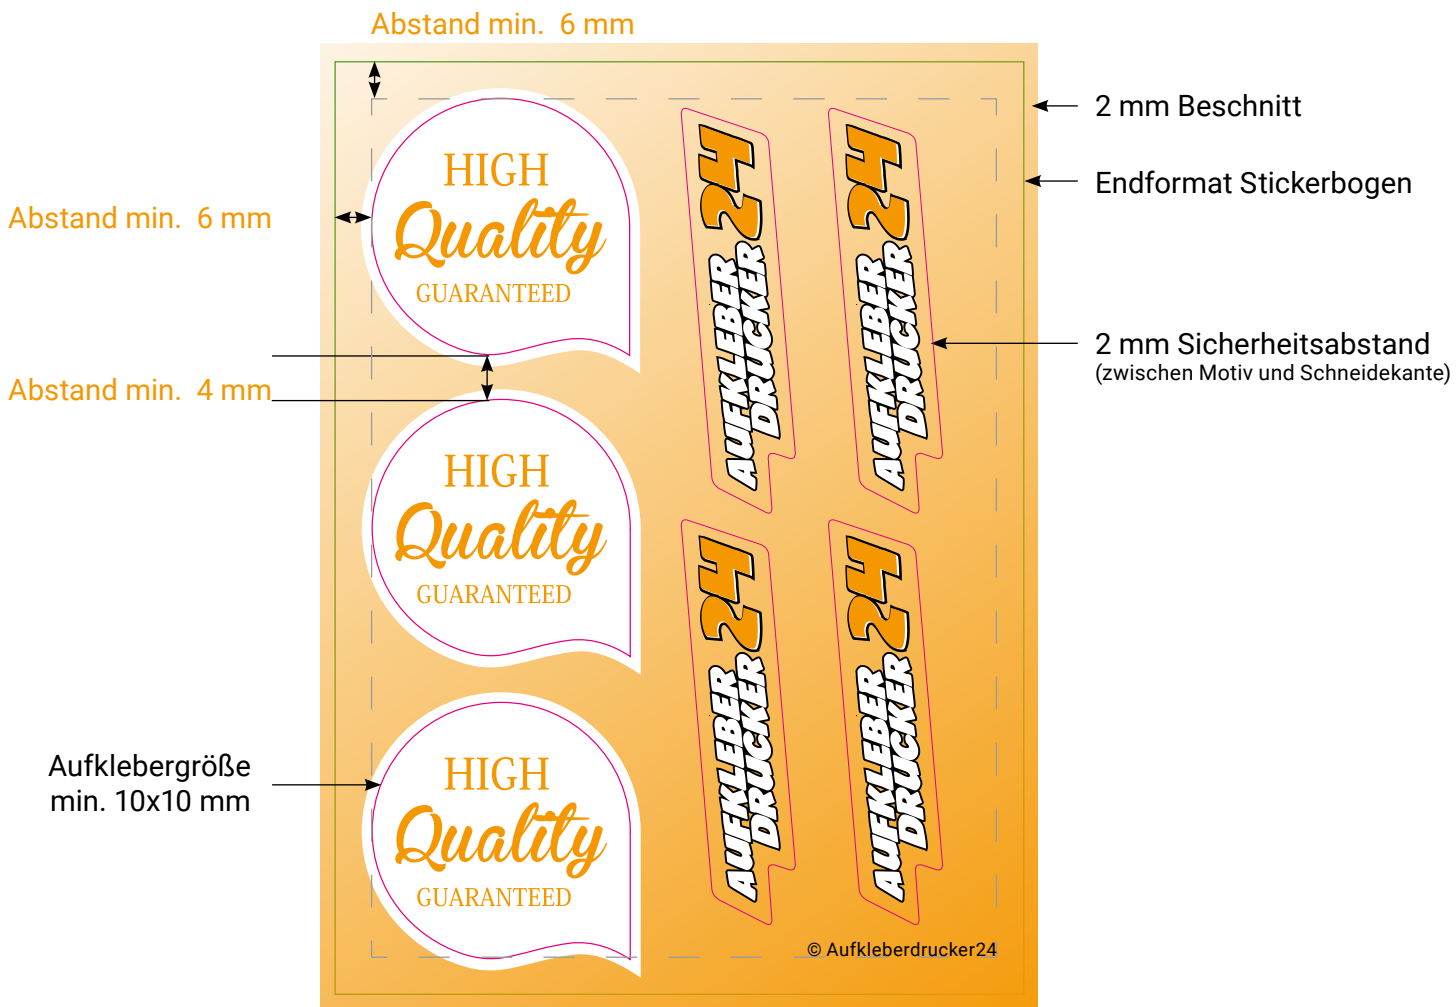 Abstand min. 6 mm
2 mm Beschnitt
Endformat Stickerbogen
Abstand min. 6 mm
2 mm Sicherheitsabstand
(zwischen Motiv und Schneidekante)
Abstand min. 4 mm
Aufklebergröße
min. 10x10 mm
HIGH
Quality
GUARANTEED
HIGH
Quality
GUARANTEED
HIGH
Quality
GUARANTEED
AUFKLEBER
DRUCKER 24
AUFKLEBER
DRUCKER 24
AUFKLEBER
DRUCKER 24
AUFKLEBER
DRUCKER 24
© Aufkleberdrucker24